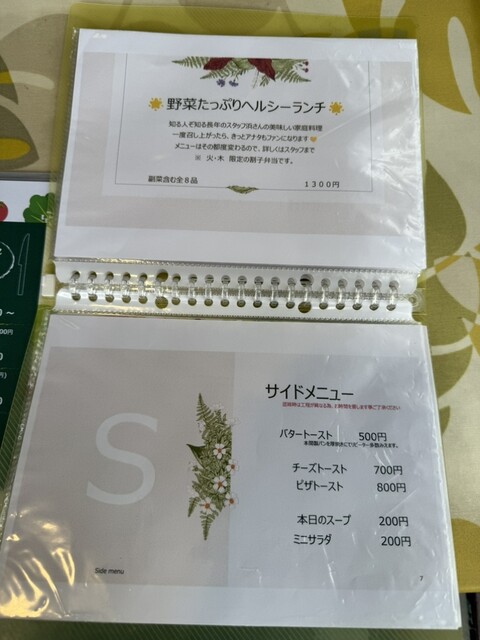 野菜たっぷりヘルシーランチ
知る人ぞ知る長年のスタッフ浜さんの美味しい家庭料理
一度召し上がったら、きっとアナタもファンになります
メニューはその都度変わるので、詳しくはスタッフまで
※ 火・木 限定の割子弁当です。
副菜含む全8品 1300円
S
Side menu
サイドメニュー
バタートースト 500円
チーズトースト 700円
ピザトースト 800円
本日のスープ 200円
ミニサラダ 200円
7